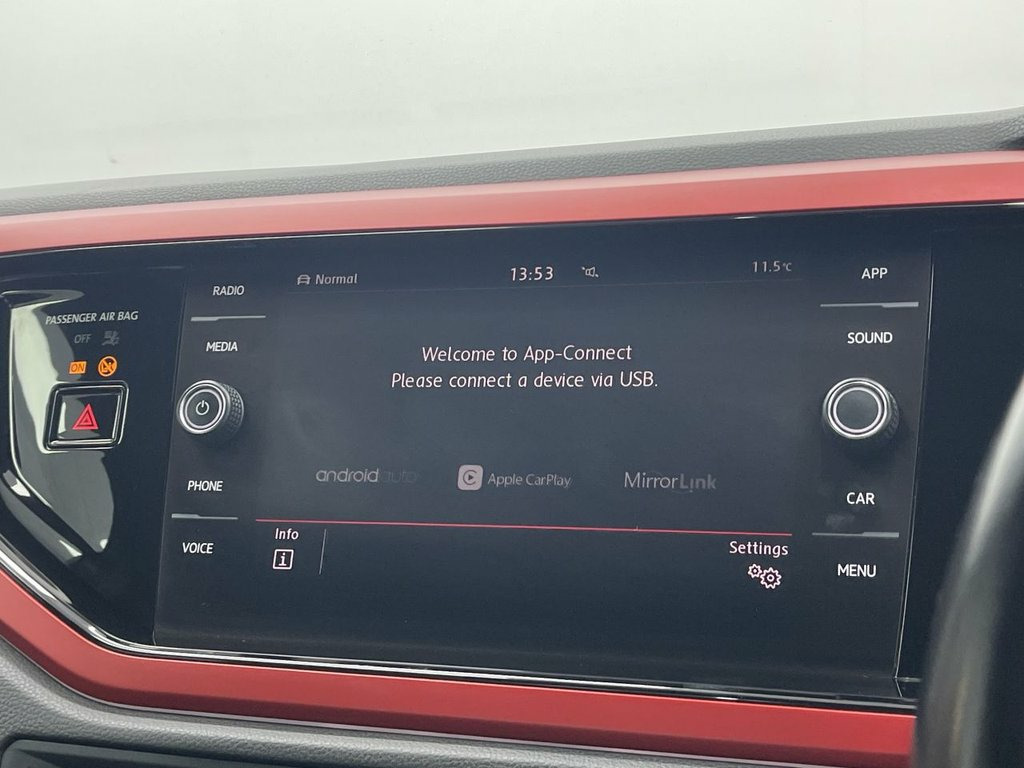 Normal
13:53
11.5°c
RADIO
MEDIA
PHONE
VOICE
PASSENGER AIR BAG
OFF
ON
Welcome to App-Connect
Please connect a device via USB.
androidauto
Apple CarPlay
MirrorLink
Info
i
Settings
APP
SOUND
CAR
MENU